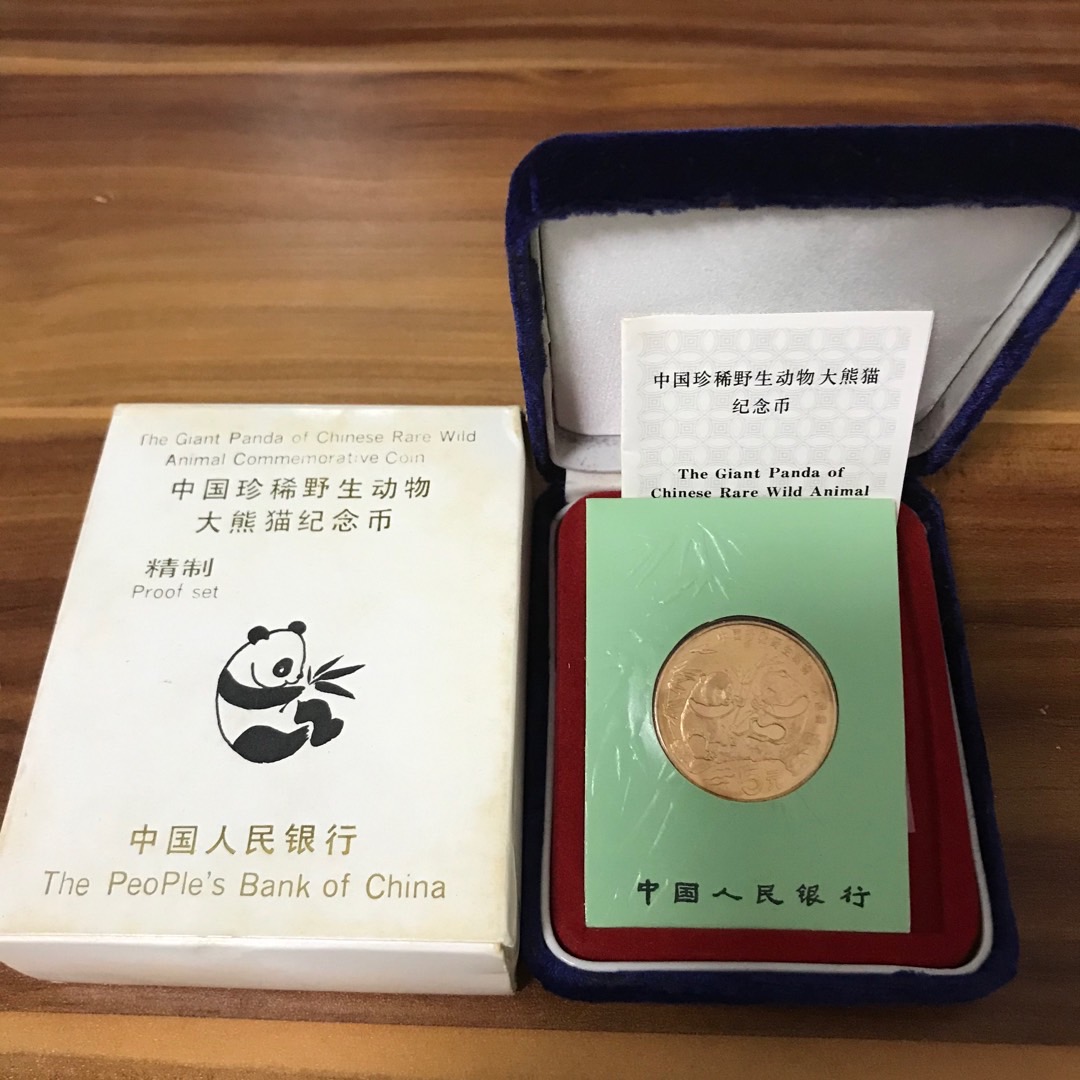 The Giant Panda of Chinese Rare Wild
Animal Commemorative Coin
中国珍稀野生动物
大熊猫纪念币
精制
Proof set
中国人民银行
The PeoPle's Bank of China
中国珍稀野生动物大熊猫
纪念币
The Giant Panda of
Chinese Rare Wild Animal
5元
中国人民银行